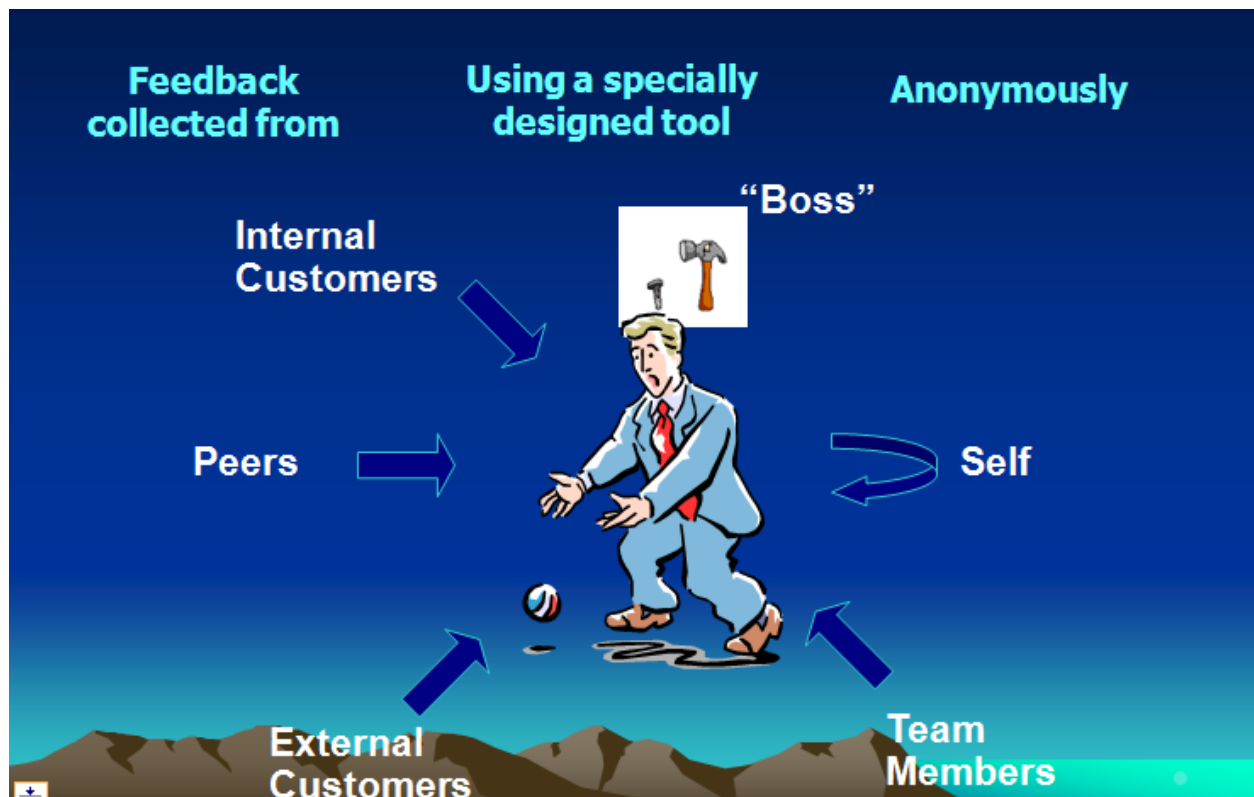 Feedback
collected from
Using a specially
designed tool
Anonymously
“Boss”
Internal
Customers
Peers
Self
External
Customers
Team
Members